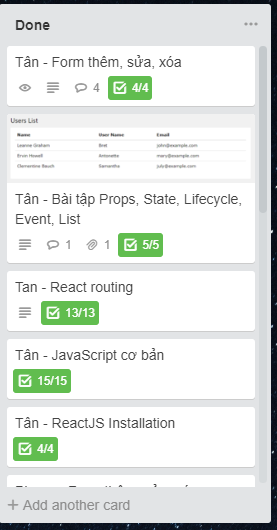 Done
Tân - Form thêm, sửa, xóa
4
4/4
Users List
Name User Name Email
Leanne Graham Bret john@example.com
Ervin Howell Antonette mary@example.com
Clementine Bauch Samantha july@example.com
Tân - Bài tập Props, State, Lifecycle,
Event, List
1 1 5/5
Tan - React routing
13/13
Tân - JavaScript cơ bản
15/15
Tân - ReactJS Installation
4/4
+ Add another card